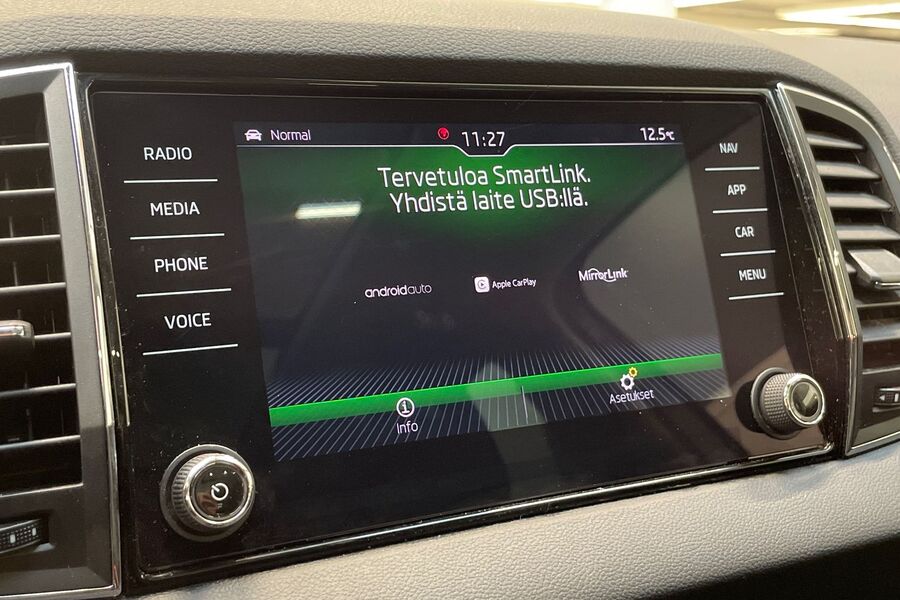 Normal
11:27
12.5°C
RADIO
MEDIA
PHONE
VOICE
Tervetuloa SmartLink.
Yhdistä laite USB:llä.
androidauto
Apple CarPlay
MirrorLink
Info
Asetukset
NAV
APP
CAR
MENU